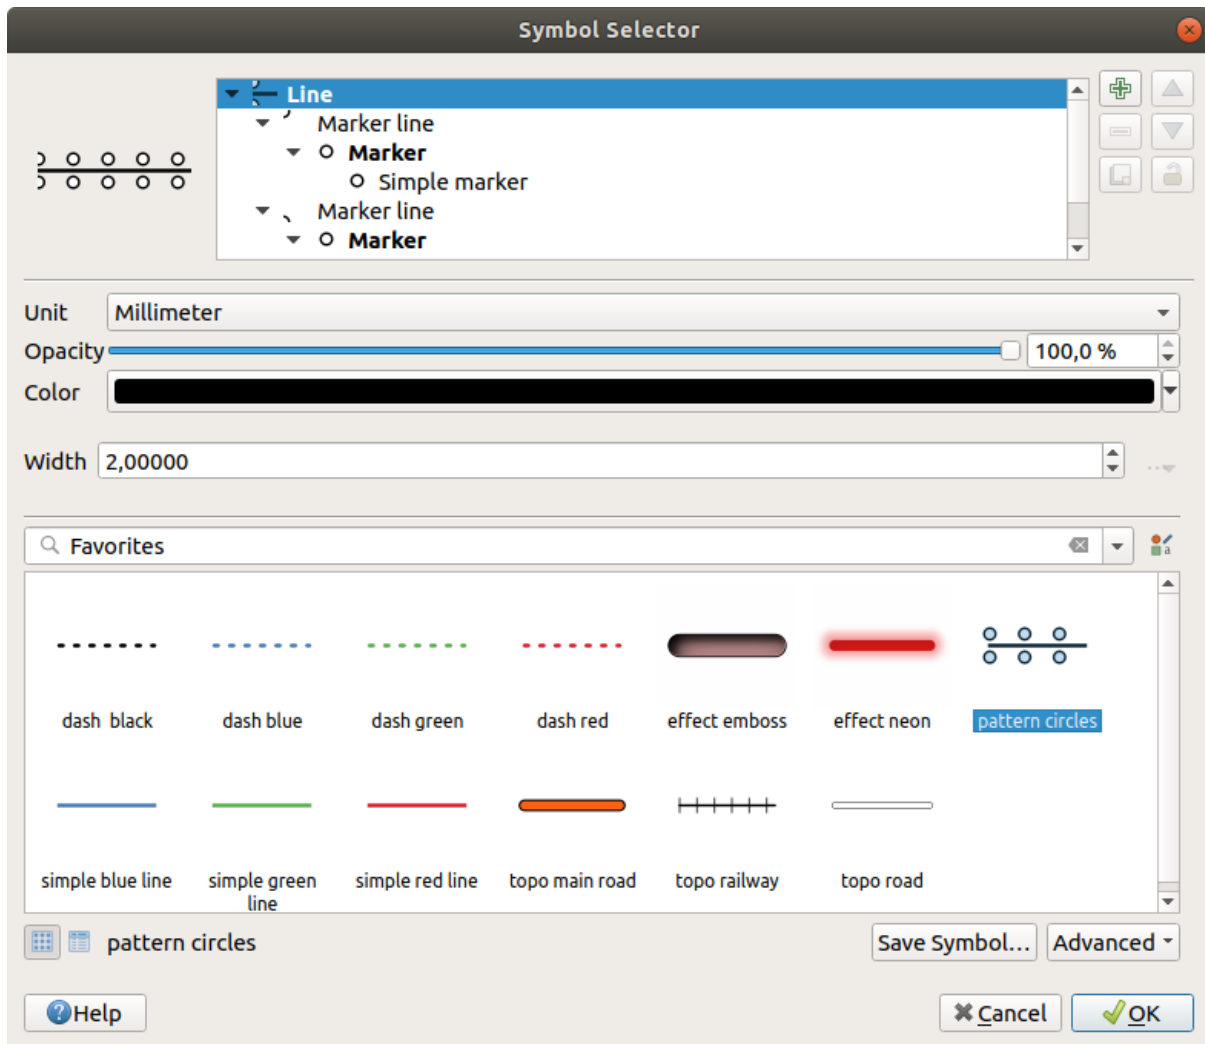 Symbol Selector
Line
Marker line
Marker
Simple marker
Marker line
Marker
Unit Millimeter
Opacity 100,0 %
Color
Width 2,00000
Favorites
dash  black dash blue dash green dash red effect emboss effect neon pattern circles
simple blue line simple green line simple red line topo main road topo railway topo road
pattern circles Save Symbol... Advanced
Help Cancel OK